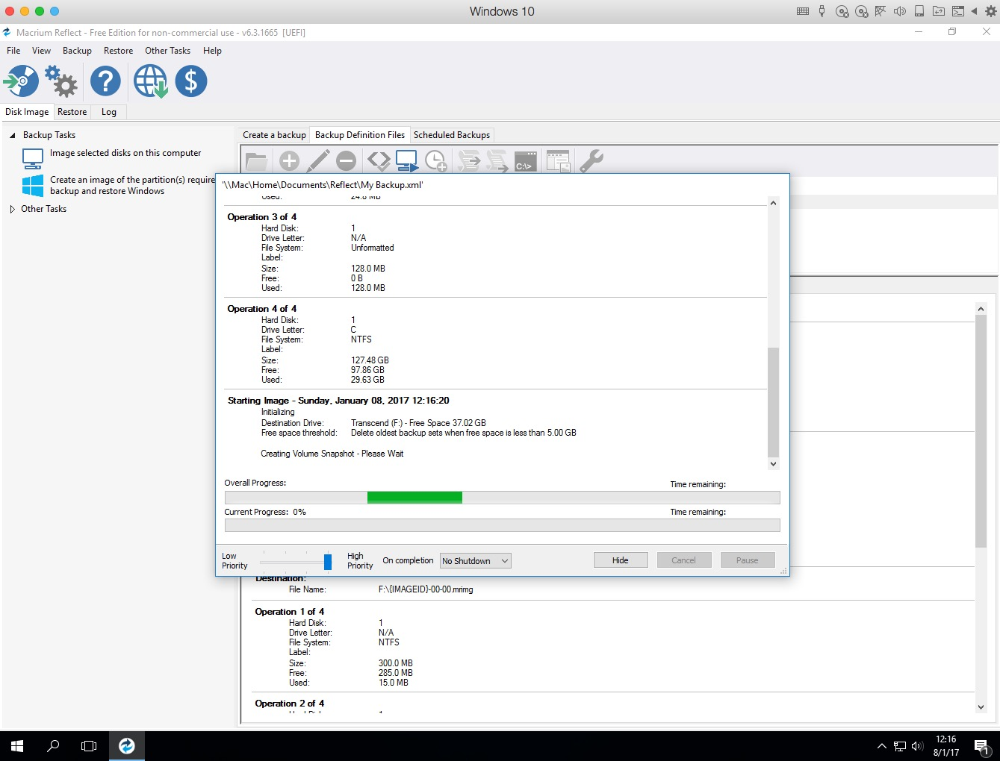 Windows 10
Macrium Reflect - Free Edition for non-commercial use - v6.3.1665 [UEFI]
File View Backup Restore Other Tasks Help
? $
Disk Image Restore Log
Backup Tasks
Image selected disks on this computer
Create an image of the partition(s) require
backup and restore Windows
Other Tasks
Create a backup Backup Definition Files Scheduled Backups
C:\>
'\\Mac\Home\Documents\Reflect\My Backup.xml'
Used: 24.8 MB
Operation 3 of 4
Hard Disk: 1
Drive Letter: N/A
File System: Unformatted
Label:
Size: 128.0 MB
Free: 0 B
Used: 128.0 MB
Operation 4 of 4
Hard Disk: 1
Drive Letter: C
File System: NTFS
Label:
Size: 127.48 GB
Free: 97.86 GB
Used: 29.63 GB
Starting Image - Sunday, January 08, 2017 12:16:20
Initializing
Destination Drive: Transcend (F:) - Free Space 37.02 GB
Free space threshold: Delete oldest backup sets when free space is less than 5.00 GB
Creating Volume Snapshot - Please Wait
Overall Progress: Time remaining:
Current Progress: 0% Time remaining:
Low Priority High Priority On completion No Shutdown Hide Cancel Pause
Destination:
File Name: F:\{IMAGEID}-00-00.mrimg
Operation 1 of 4
Hard Disk: 1
Drive Letter: N/A
File System: NTFS
Label:
Size: 300.0 MB
Free: 285.0 MB
Used: 15.0 MB
Operation 2 of 4
Hard Disk: 1
12:16
8/1/17
1